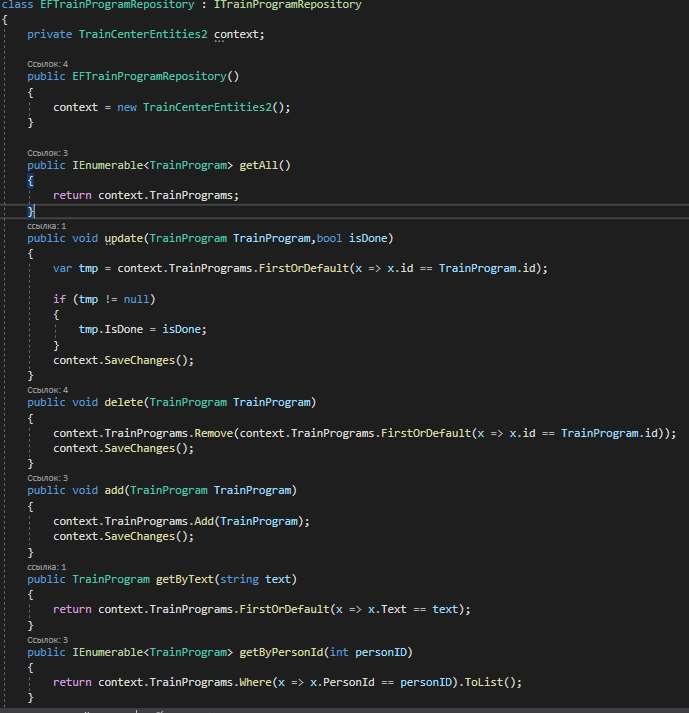 class EFTrainProgramRepository : ITrainProgramRepository
{
    private TrainCenterEntities2 context;
    Ссылок: 4
    public EFTrainProgramRepository()
    {
        context = new TrainCenterEntities2();
    }
    Ссылок: 3
    public IEnumerable<TrainProgram> getAll()
    {
        return context.TrainPrograms;
    }
    ссылка: 1
    public void update(TrainProgram TrainProgram,bool isDone)
    {
        var tmp = context.TrainPrograms.FirstOrDefault(x => x.id == TrainProgram.id);
        if (tmp != null)
        {
            tmp.IsDone = isDone;
        }
        context.SaveChanges();
    }
    Ссылок: 4
    public void delete(TrainProgram TrainProgram)
    {
        context.TrainPrograms.Remove(context.TrainPrograms.FirstOrDefault(x => x.id == TrainProgram.id));
        context.SaveChanges();
    }
    Ссылок: 3
    public void add(TrainProgram TrainProgram)
    {
        context.TrainPrograms.Add(TrainProgram);
        context.SaveChanges();
    }
    ссылка: 1
    public TrainProgram getByText(string text)
    {
        return context.TrainPrograms.FirstOrDefault(x => x.Text == text);
    }
    Ссылок: 3
    public IEnumerable<TrainProgram> getByPersonId(int personID)
    {
        return context.TrainPrograms.Where(x => x.PersonId == personID).ToList();
    }